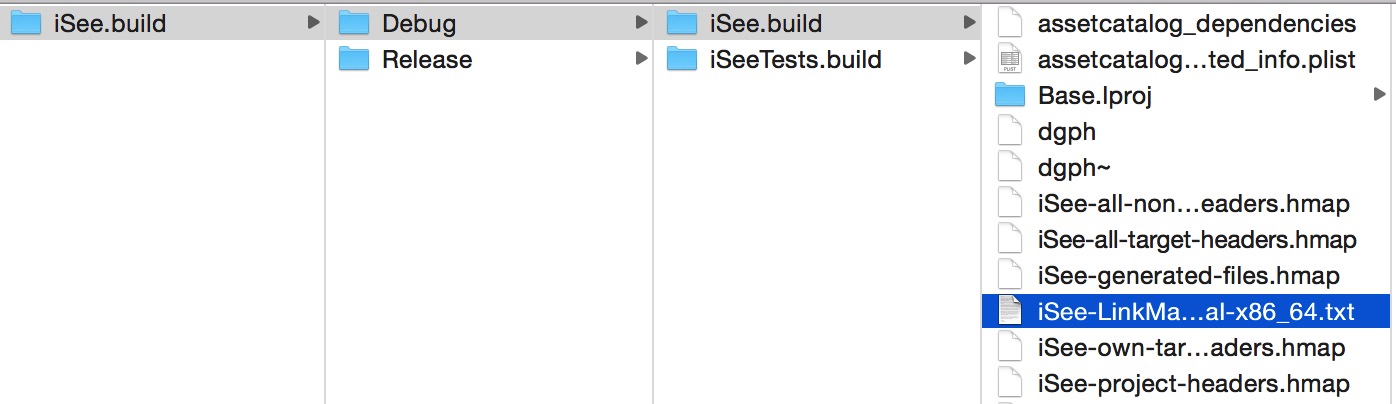 iSee.build
Debug
Release
iSee.build
iSeeTests.build
assetcatalog_dependencies
assetcatalog...ted_info.plist
Base.lproj
dgph
dgph~
iSee-all-non...eaders.hmap
iSee-all-target-headers.hmap
iSee-generated-files.hmap
iSee-LinkMa...al-x86_64.txt
iSee-own-tar...aders.hmap
iSee-project-headers.hmap